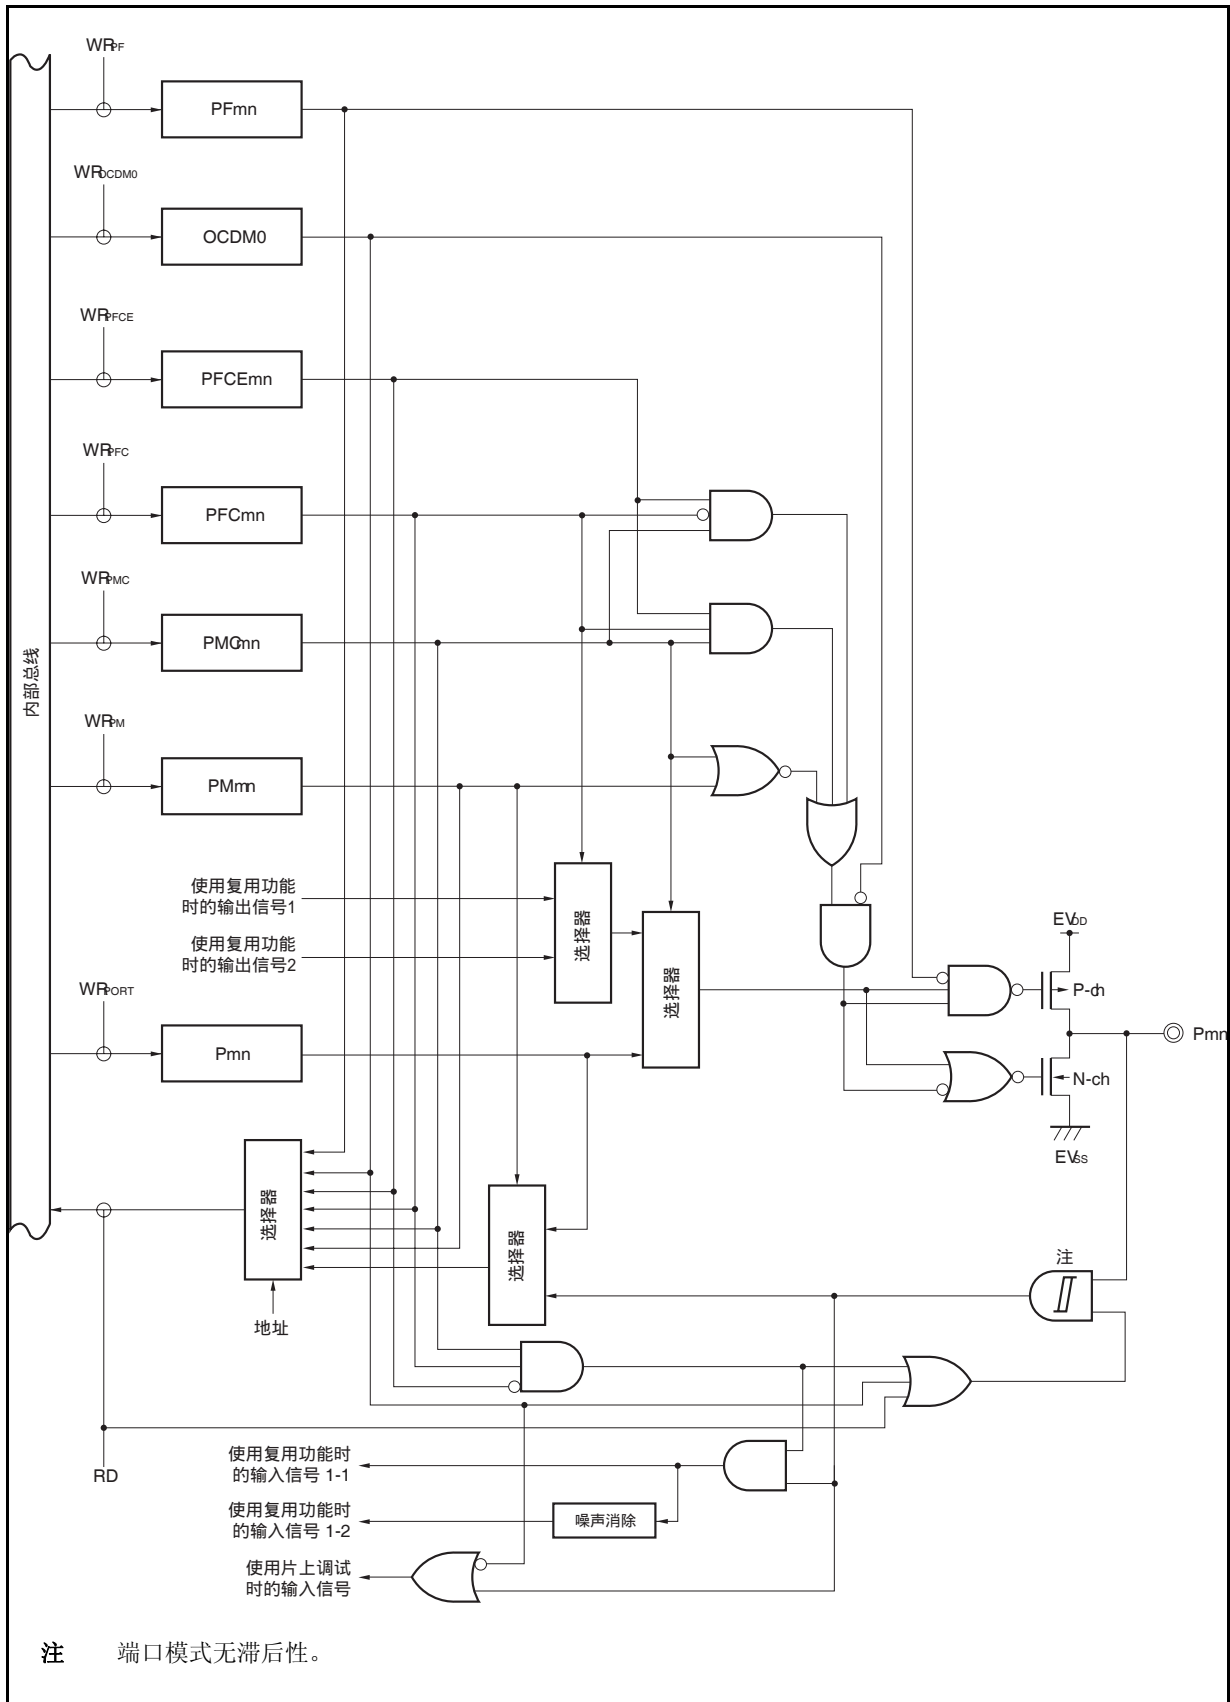 WRPF
PFmn
WROCDM0
OCDM0
WRPFCE
PFCEmn
WRPFC
PFCmn
WRPMC
PMCmn
内部总线
WRPM
PMmn
使用复用功能
时的输出信号1
使用复用功能
时的输出信号2
选择器
选择器
EVDD
P-ch
WRPORT
Pmn
Pmn
N-ch
EVSS
选择器
选择器
注
地址
RD
使用复用功能时
的输入信号 1-1
使用复用功能时
的输入信号 1-2
噪声消除
使用片上调试
时的输入信号
注 端口模式无滞后性。